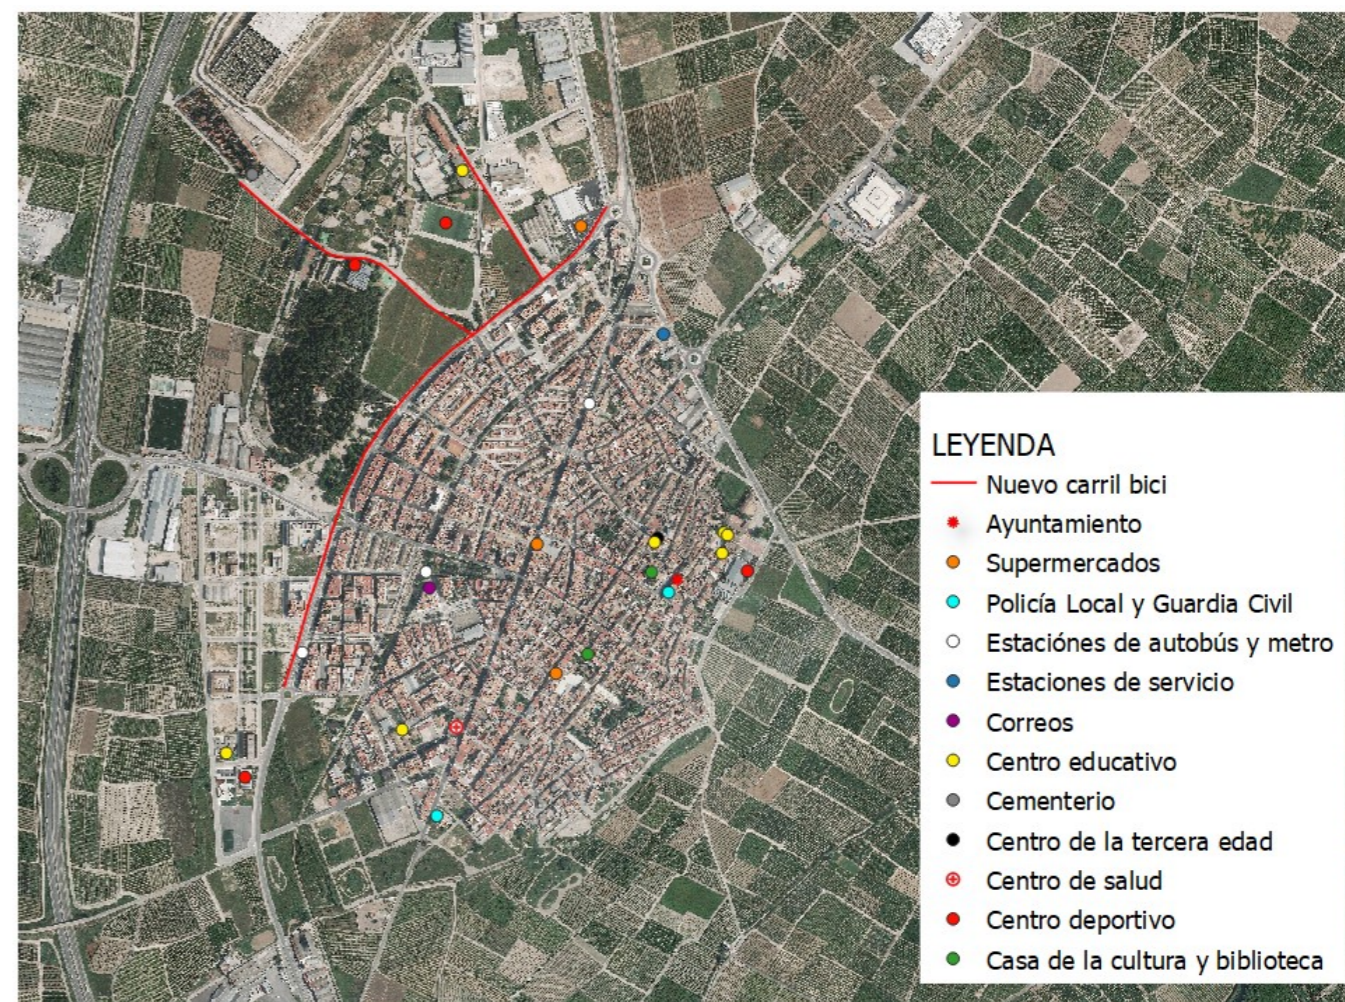 LEYENDA
Nuevo carril bici
Ayuntamiento
Supermercados
Policía Local y Guardia Civil
Estaciónes de autobús y metro
Estaciones de servicio
Correos
Centro educativo
Cementerio
Centro de la tercera edad
Centro de salud
Centro deportivo
Casa de la cultura y biblioteca